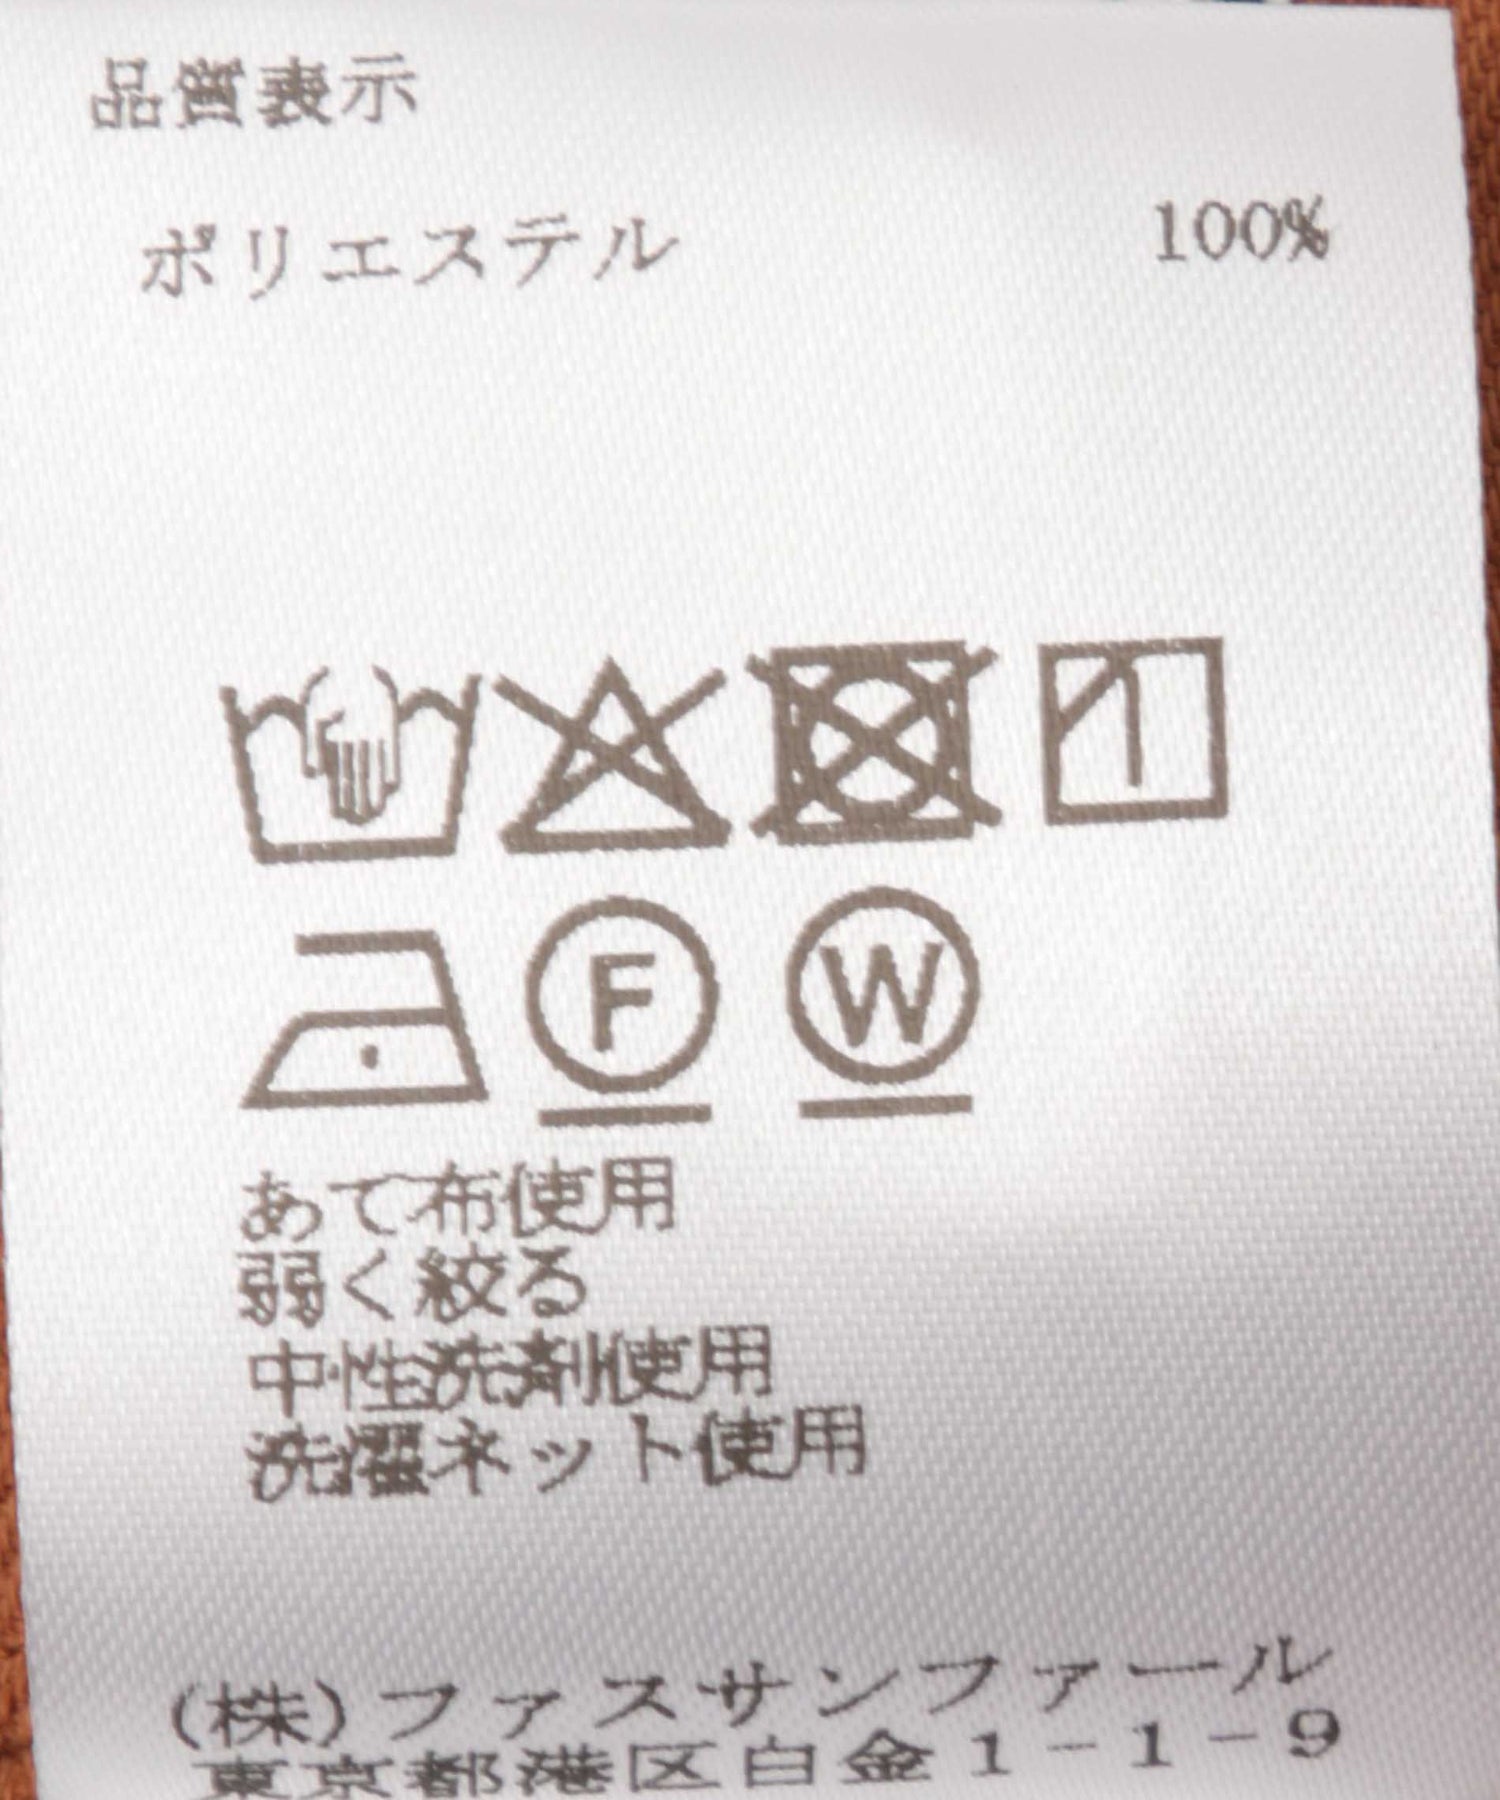 品質表示
ポリエステル 100%
F W
あて布使用
弱く絞る
中性洗剤使用
洗濯ネット使用
(株)ファスサンファール
東京都港区白金1-1-9